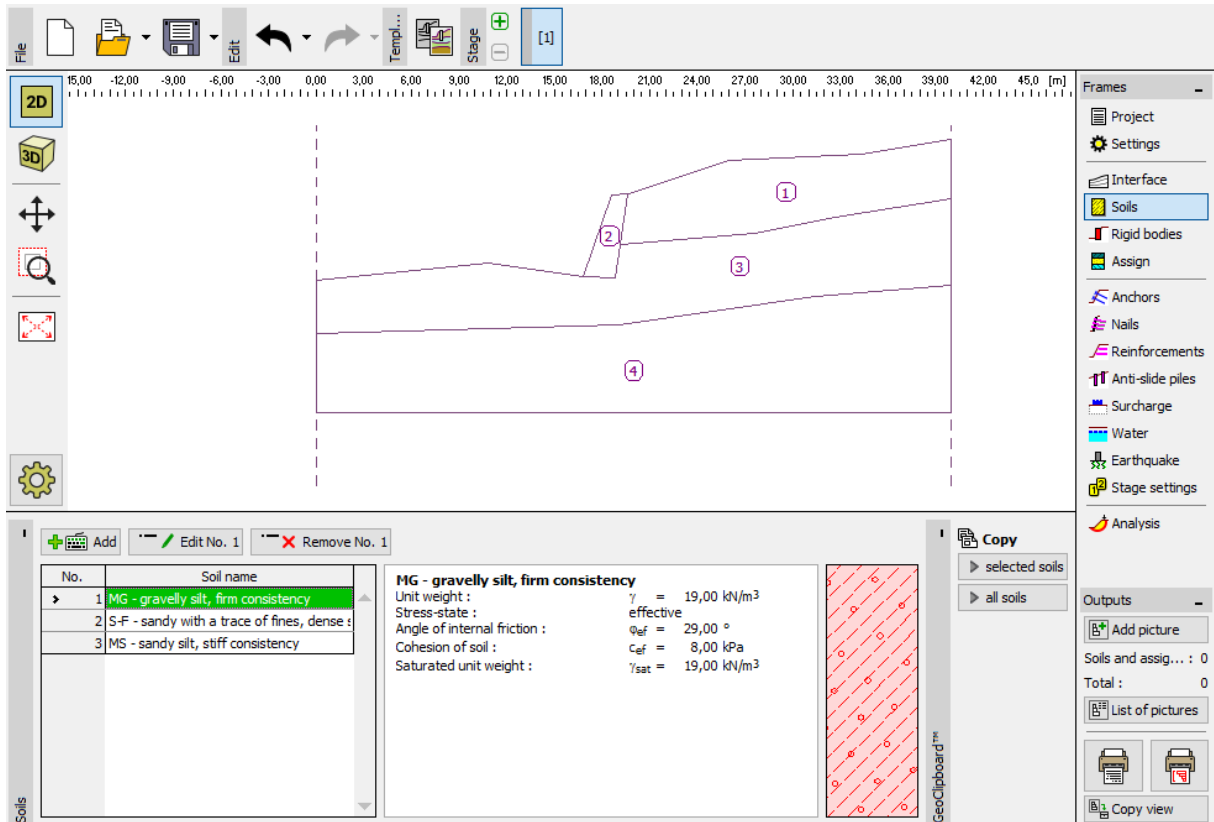 File
Edit
Templ...
Stage
[1]
15,00 -12,00 -9,00 -6,00 -3,00 0,00 3,00 6,00 9,00 12,00 15,00 18,00 21,00 24,00 27,00 30,00 33,00 36,00 39,00 42,00 45,0 [m]
2D
3D
1
2
3
4
Frames
Project
Settings
Interface
Soils
Rigid bodies
Assign
Anchors
Nails
Reinforcements
Anti-slide piles
Surcharge
Water
Earthquake
Stage settings
Analysis
Outputs
Add picture
Soils and assig... : 0
Total : 0
List of pictures
Copy view
Soils
Add Edit No. 1 Remove No. 1
No. Soil name
1 MG - gravelly silt, firm consistency
2 S-F - sandy with a trace of fines, dense s
3 MS - sandy silt, stiff consistency
MG - gravelly silt, firm consistency
Unit weight : γ = 19,00 kN/m3
Stress-state : effective
Angle of internal friction : φef = 29,00 °
Cohesion of soil : cef = 8,00 kPa
Saturated unit weight : γsat = 19,00 kN/m3
GeoClipboard™
Copy
selected soils
all soils